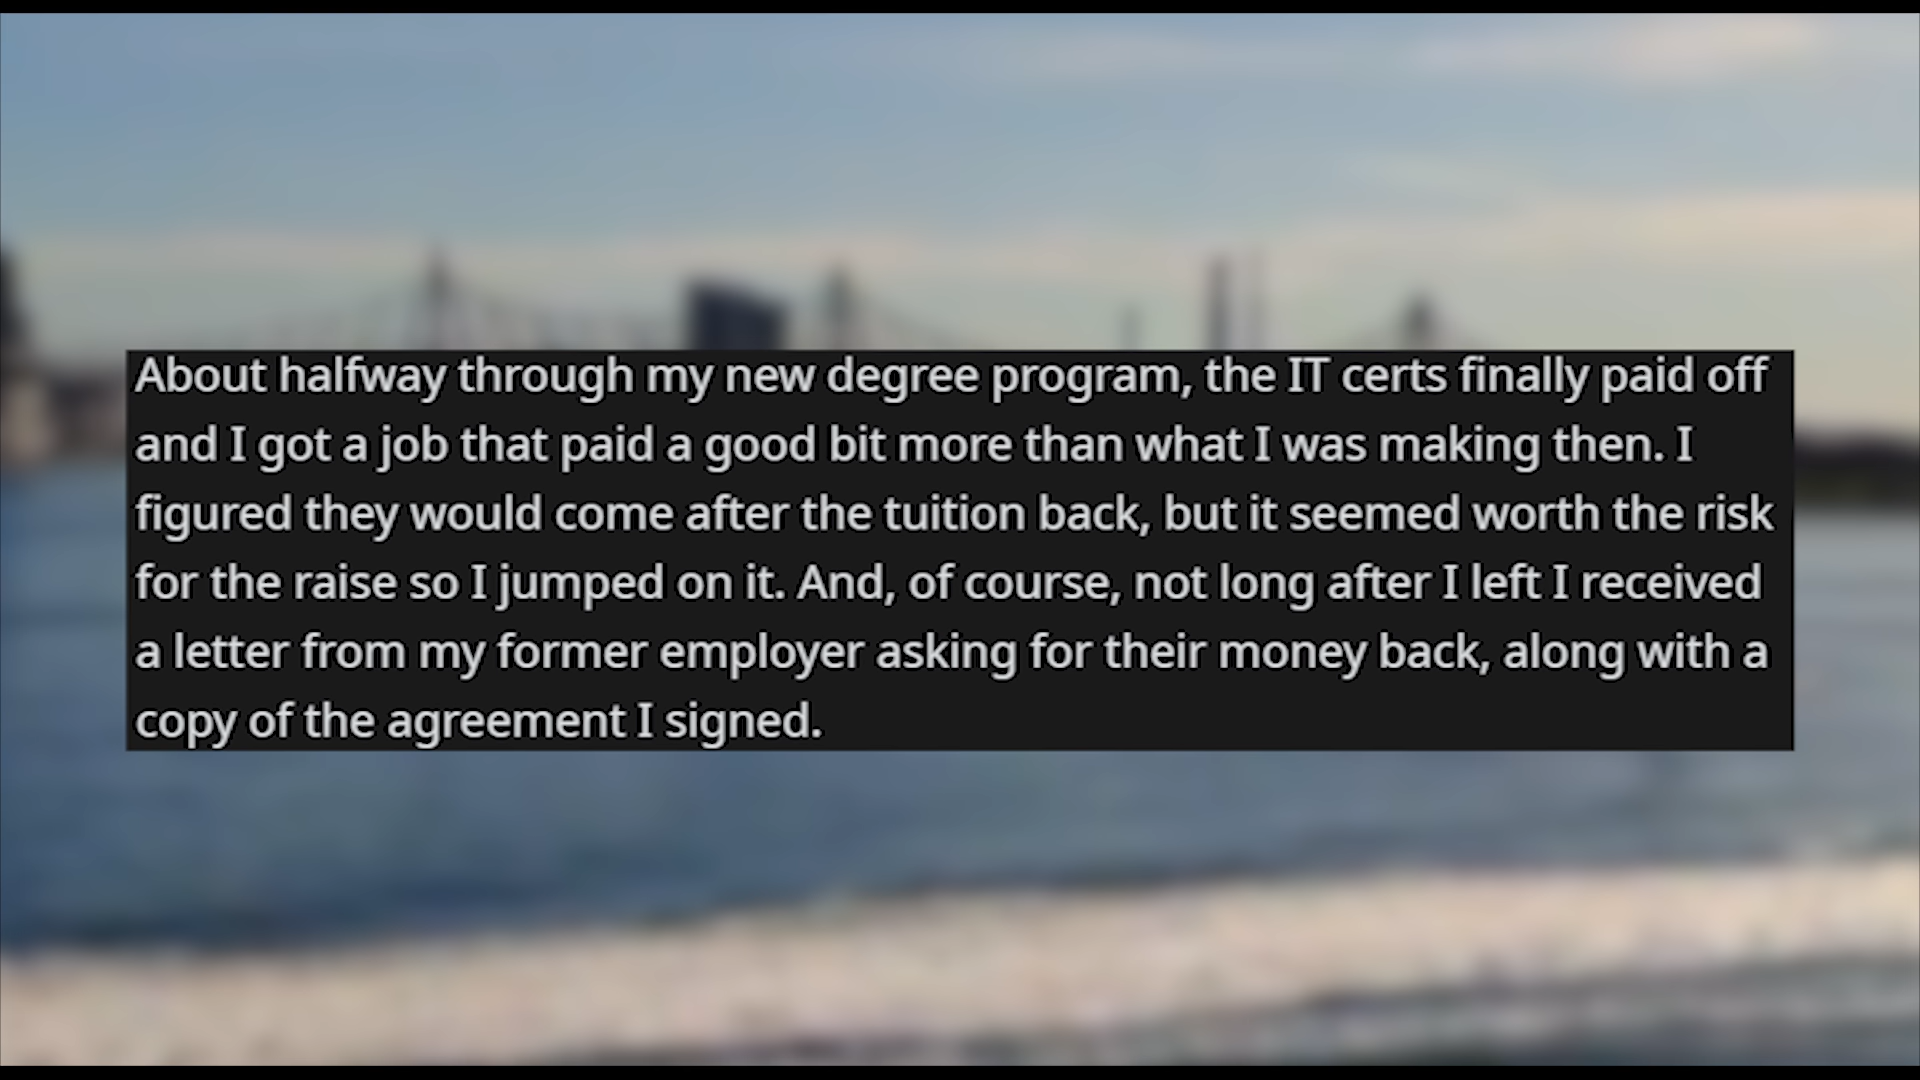 About halfway through my new degree program, the IT certs finally paid off
and I got a job that paid a good bit more than what I was making then. I
figured they would come after the tuition back, but it seemed worth the risk
for the raise so I jumped on it. And, of course, not long after I left I received
a letter from my former employer asking for their money back, along with a
copy of the agreement I signed.